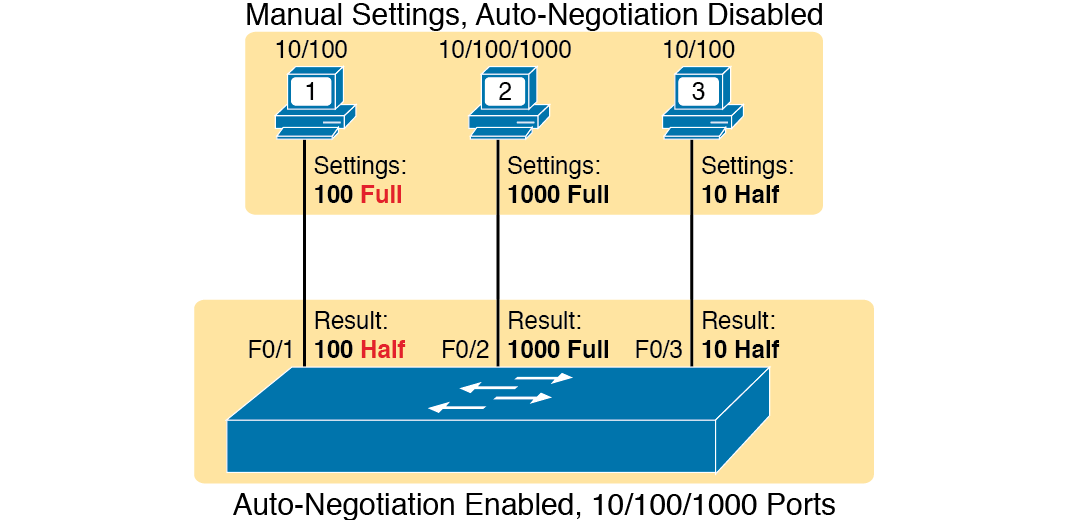 Manual Settings, Auto-Negotiation Disabled
10/100
10/100/1000
10/100
1
2
3
Settings:
100 Full
Settings:
1000 Full
Settings:
10 Half
F0/1
Result:
100 Half
F0/2
Result:
1000 Full
F0/3
Result:
10 Half
Auto-Negotiation Enabled, 10/100/1000 Ports